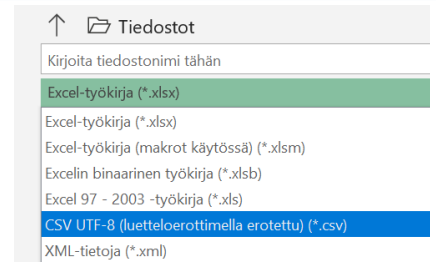 Tiedostot
Kirjoita tiedostonimi tähän
Excel-työkirja (*.xlsx)
Excel-työkirja (*.xlsx)
Excel-työkirja (makrot käytössä) (*.xlsm)
Excelin binaarinen työkirja (*.xlsb)
Excel 97 - 2003 -työkirja (*.xls)
CSV UTF-8 (luetteloerottimella erotettu) (*.csv)
XML-tietoja (*.xml)